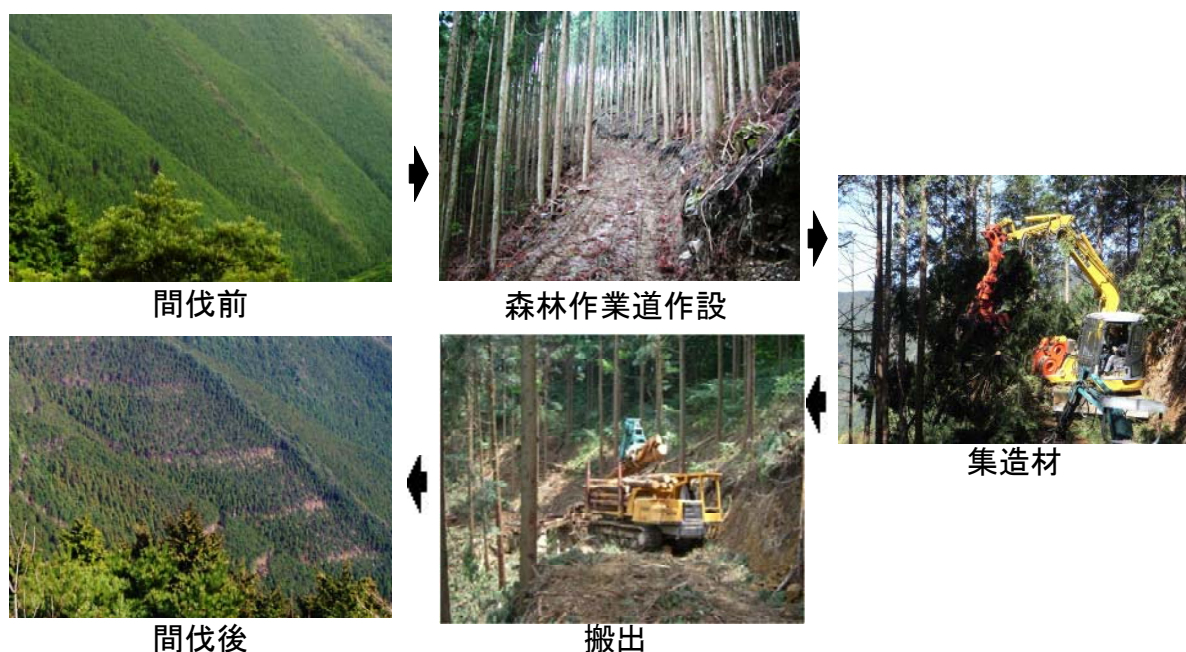 間伐前
森林作業道作設
集造材
搬出
間伐後